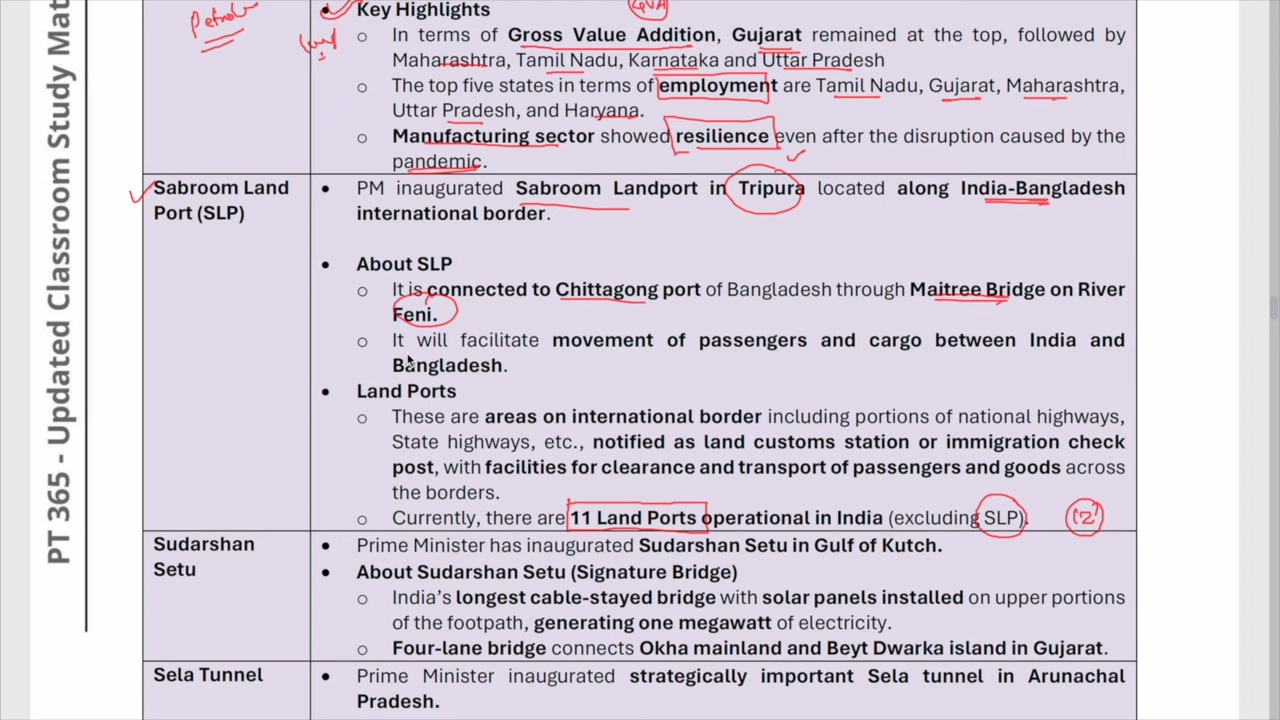 Petrol
GVA
Key Highlights
o In terms of Gross Value Addition, Gujarat remained at the top, followed by
Maharashtra, Tamil Nadu, Karnataka and Uttar Pradesh
o The top five states in terms of employment are Tamil Nadu, Gujarat, Maharashtra,
Uttar Pradesh, and Haryana.
o Manufacturing sector showed resilience even after the disruption caused by the
pandemic.
Sabroom Land
Port (SLP)
• PM inaugurated Sabroom Landport in Tripura located along India-Bangladesh
international border.
• About SLP
o It is connected to Chittagong port of Bangladesh through Maitree Bridge on River
Feni.
o It will facilitate movement of passengers and cargo between India and
Bangladesh.
• Land Ports
o These are areas on international border including portions of national highways,
State highways, etc., notified as land customs station or immigration check
post, with facilities for clearance and transport of passengers and goods across
the borders.
o Currently, there are 11 Land Ports operational in India (excluding SLP).
12
Sudarshan
Setu
• Prime Minister has inaugurated Sudarshan Setu in Gulf of Kutch.
• About Sudarshan Setu (Signature Bridge)
o India's longest cable-stayed bridge with solar panels installed on upper portions
of the footpath, generating one megawatt of electricity.
o Four-lane bridge connects Okha mainland and Beyt Dwarka island in Gujarat.
Sela Tunnel
• Prime Minister inaugurated strategically important Sela tunnel in Arunachal
Pradesh.
PT 365 - Updated Classroom Study Mat